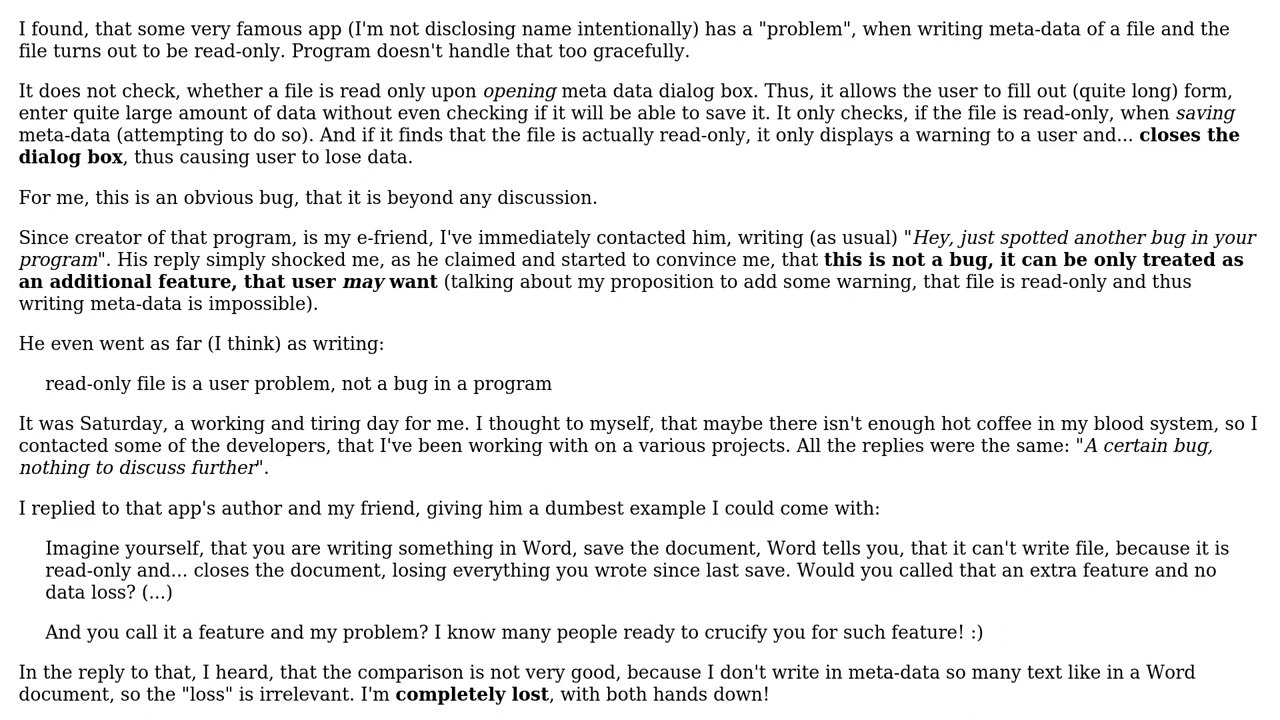 I found, that some very famous app (I'm not disclosing name intentionally) has a "problem", when writing meta-data of a file and the
file turns out to be read-only. Program doesn't handle that too gracefully.
It does not check, whether a file is read only upon opening meta data dialog box. Thus, it allows the user to fill out (quite long) form,
enter quite large amount of data without even checking if it will be able to save it. It only checks, if the file is read-only, when saving
meta-data (attempting to do so). And if it finds that the file is actually read-only, it only displays a warning to a user and... closes the
dialog box, thus causing user to lose data.
For me, this is an obvious bug, that it is beyond any discussion.
Since creator of that program, is my e-friend, I've immediately contacted him, writing (as usual) "Hey, just spotted another bug in your
program". His reply simply shocked me, as he claimed and started to convince me, that this is not a bug, it can be only treated as
an additional feature, that user may want (talking about my proposition to add some warning, that file is read-only and thus
writing meta-data is impossible).
He even went as far (I think) as writing:
read-only file is a user problem, not a bug in a program
It was Saturday, a working and tiring day for me. I thought to myself, that maybe there isn't enough hot coffee in my blood system, so I
contacted some of the developers, that I've been working with on a various projects. All the replies were the same: "A certain bug,
nothing to discuss further".
I replied to that app's author and my friend, giving him a dumbest example I could come with:
Imagine yourself, that you are writing something in Word, save the document, Word tells you, that it can't write file, because it is
read-only and... closes the document, losing everything you wrote since last save. Would you called that an extra feature and no
data loss? (...)
And you call it a feature and my problem? I know many people ready to crucify you for such feature! :)
In the reply to that, I heard, that the comparison is not very good, because I don't write in meta-data so many text like in a Word
document, so the "loss" is irrelevant. I'm completely lost, with both hands down!